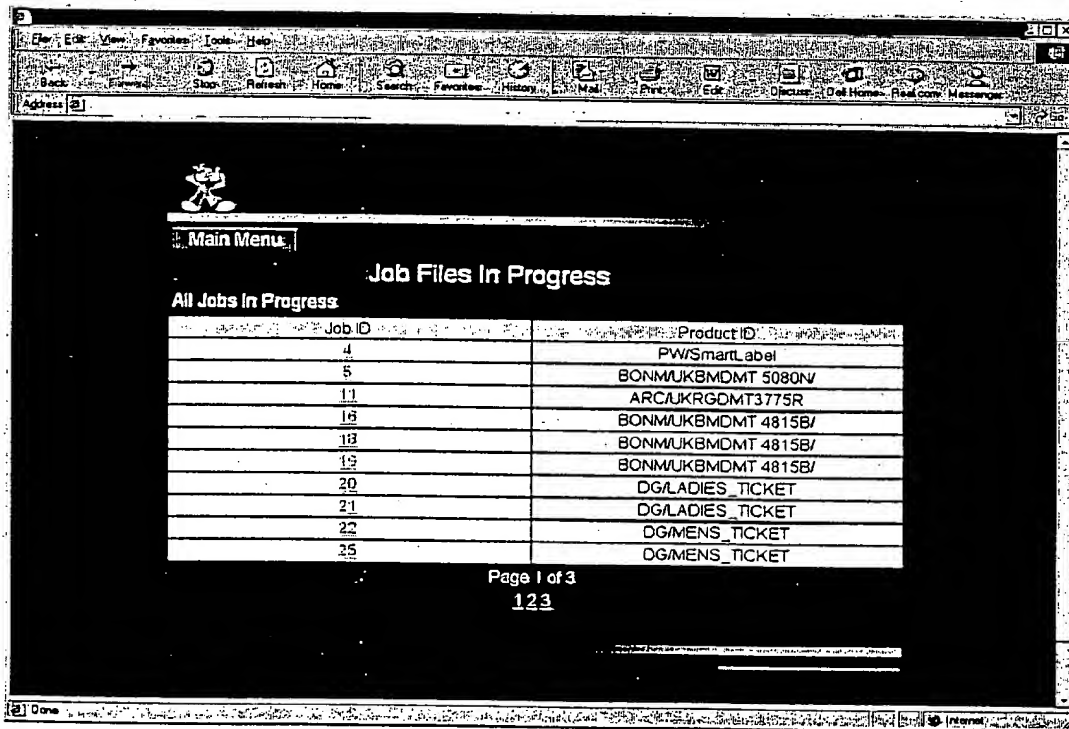 File Edit View Favorites Tools Help
Back Forward Stop Refresh Home Search Favorites History Mail Print Edit Discuss Dell Home Real.com Messenger
Address
Main Menu
Job Files In Progress
All Jobs In Progress
Job ID Product ID
4 PW/SmartLabel
5 BONM/UKBMDMT 5080N/
11 ARC/UKRGDMT3775R
16 BONM/UKBMDMT 4815B/
18 BONM/UKBMDMT 4815B/
19 BONM/UKBMDMT 4815B/
20 DG/LADIES_TICKET
21 DG/LADIES_TICKET
22 DG/MENS_TICKET
25 DG/MENS_TICKET
Page 1 of 3
1 2 3
Done Internet